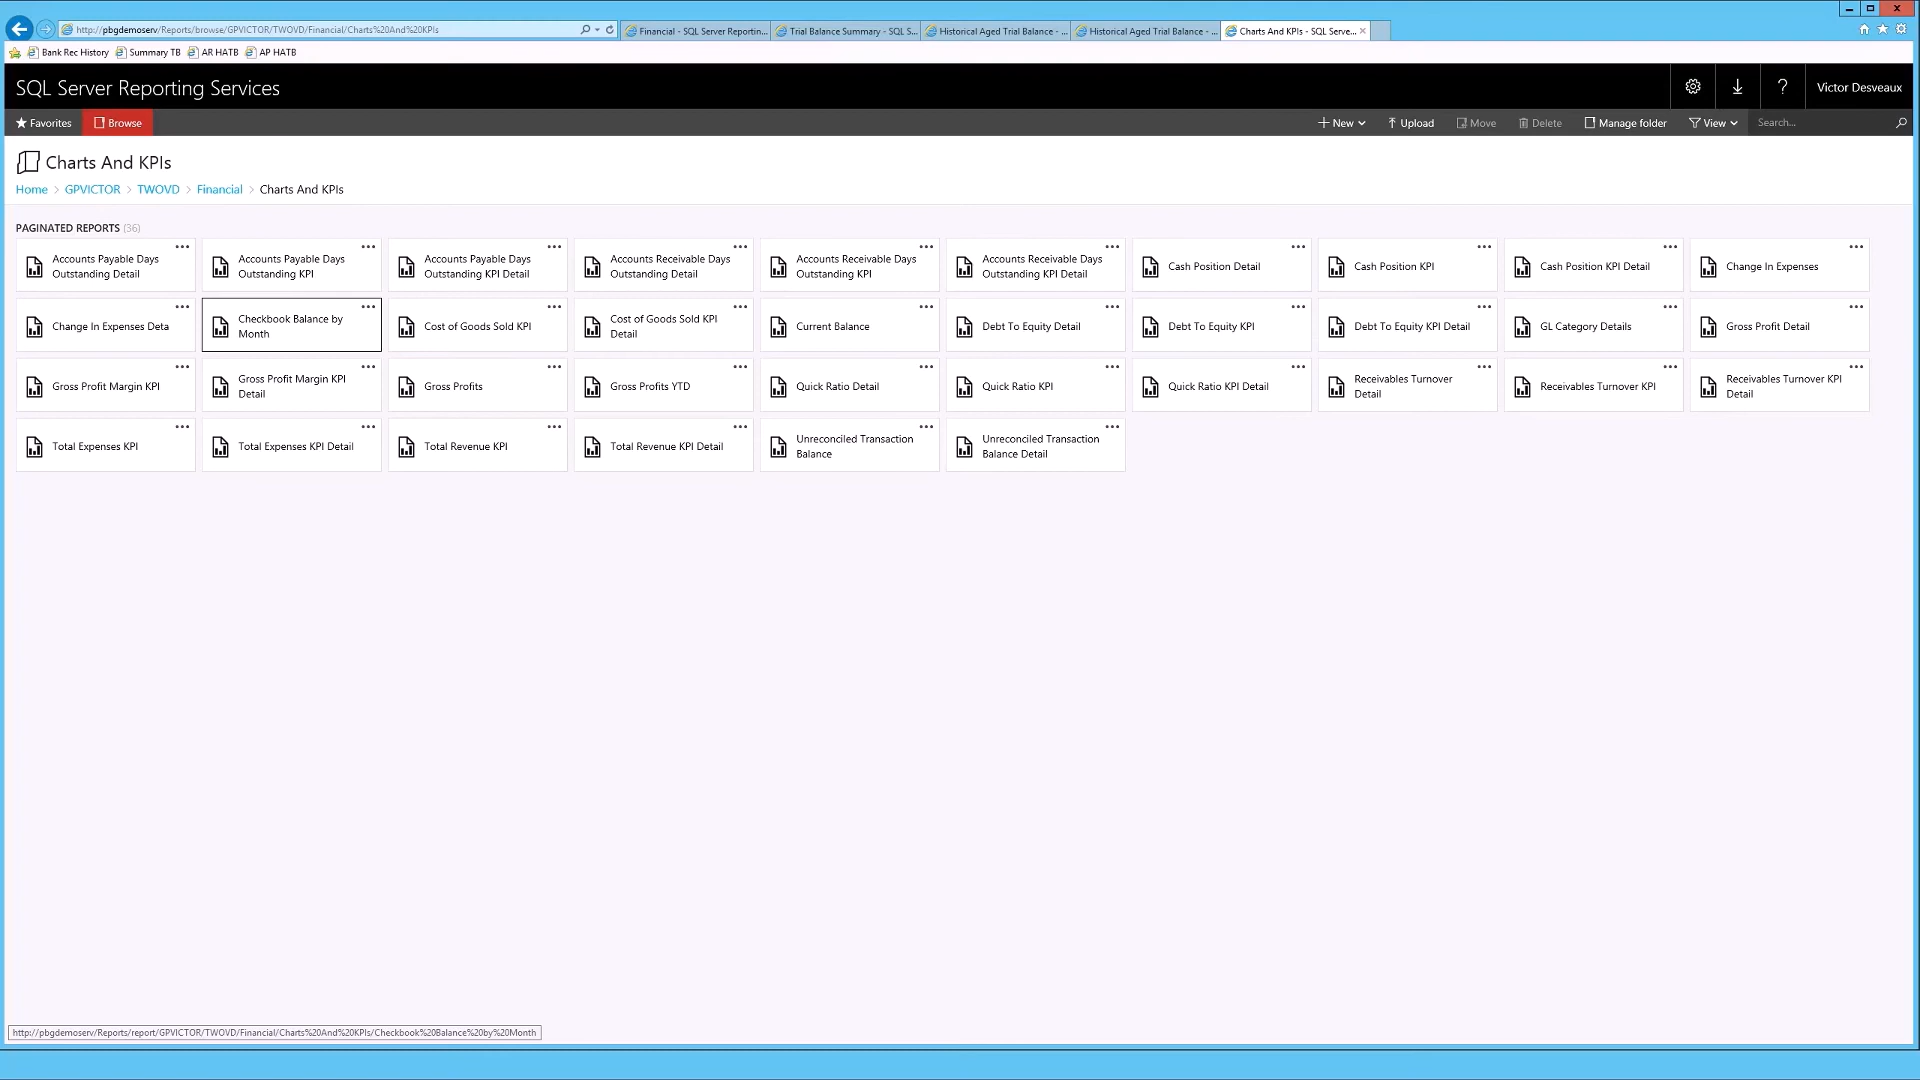 http://pbgdemoserv/Reports/browse/GPVICTOR/TWOVD/Financial/Charts%20And%20KPIs
Financial - SQL Server Reportin...
Trial Balance Summary - SQL S...
Historical Aged Trial Balance - ...
Historical Aged Trial Balance - ...
Charts And KPIs - SQL Serve...
Bank Rec History
Summary TB
AR HATB
AP HATB
SQL Server Reporting Services
?
Victor Desveaux
Favorites
Browse
New
Upload
Move
Delete
Manage folder
View
Search...
Charts And KPIs
Home > GPVICTOR > TWOVD > Financial > Charts And KPIs
PAGINATED REPORTS (36)
Accounts Payable Days
Outstanding Detail
Accounts Payable Days
Outstanding KPI
Accounts Payable Days
Outstanding KPI Detail
Accounts Receivable Days
Outstanding Detail
Accounts Receivable Days
Outstanding KPI
Accounts Receivable Days
Outstanding KPI Detail
Cash Position Detail
Cash Position KPI
Cash Position KPI Detail
Change In Expenses
Change In Expenses Deta
Checkbook Balance by
Month
Cost of Goods Sold KPI
Cost of Goods Sold KPI
Detail
Current Balance
Debt To Equity Detail
Debt To Equity KPI
Debt To Equity KPI Detail
GL Category Details
Gross Profit Detail
Gross Profit Margin KPI
Gross Profit Margin KPI
Detail
Gross Profits
Gross Profits YTD
Quick Ratio Detail
Quick Ratio KPI
Quick Ratio KPI Detail
Receivables Turnover
Detail
Receivables Turnover KPI
Receivables Turnover KPI
Detail
Total Expenses KPI
Total Expenses KPI Detail
Total Revenue KPI
Total Revenue KPI Detail
Unreconciled Transaction
Balance
Unreconciled Transaction
Balance Detail
http://pbgdemoserv/Reports/report/GPVICTOR/TWOVD/Financial/Charts%20And%20KPIs/Checkbook%20Balance%20by%20Month